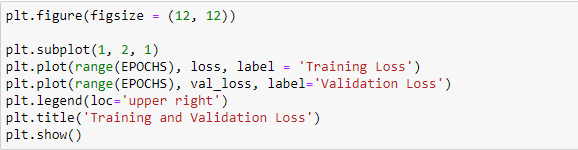 plt.figure(figsize = (12, 12))
plt.subplot(1, 2, 1)
plt.plot(range(EPOCHS), loss, label = 'Training Loss')
plt.plot(range(EPOCHS), val_loss, label='Validation Loss')
plt.legend(loc='upper right')
plt.title('Training and Validation Loss')
plt.show()